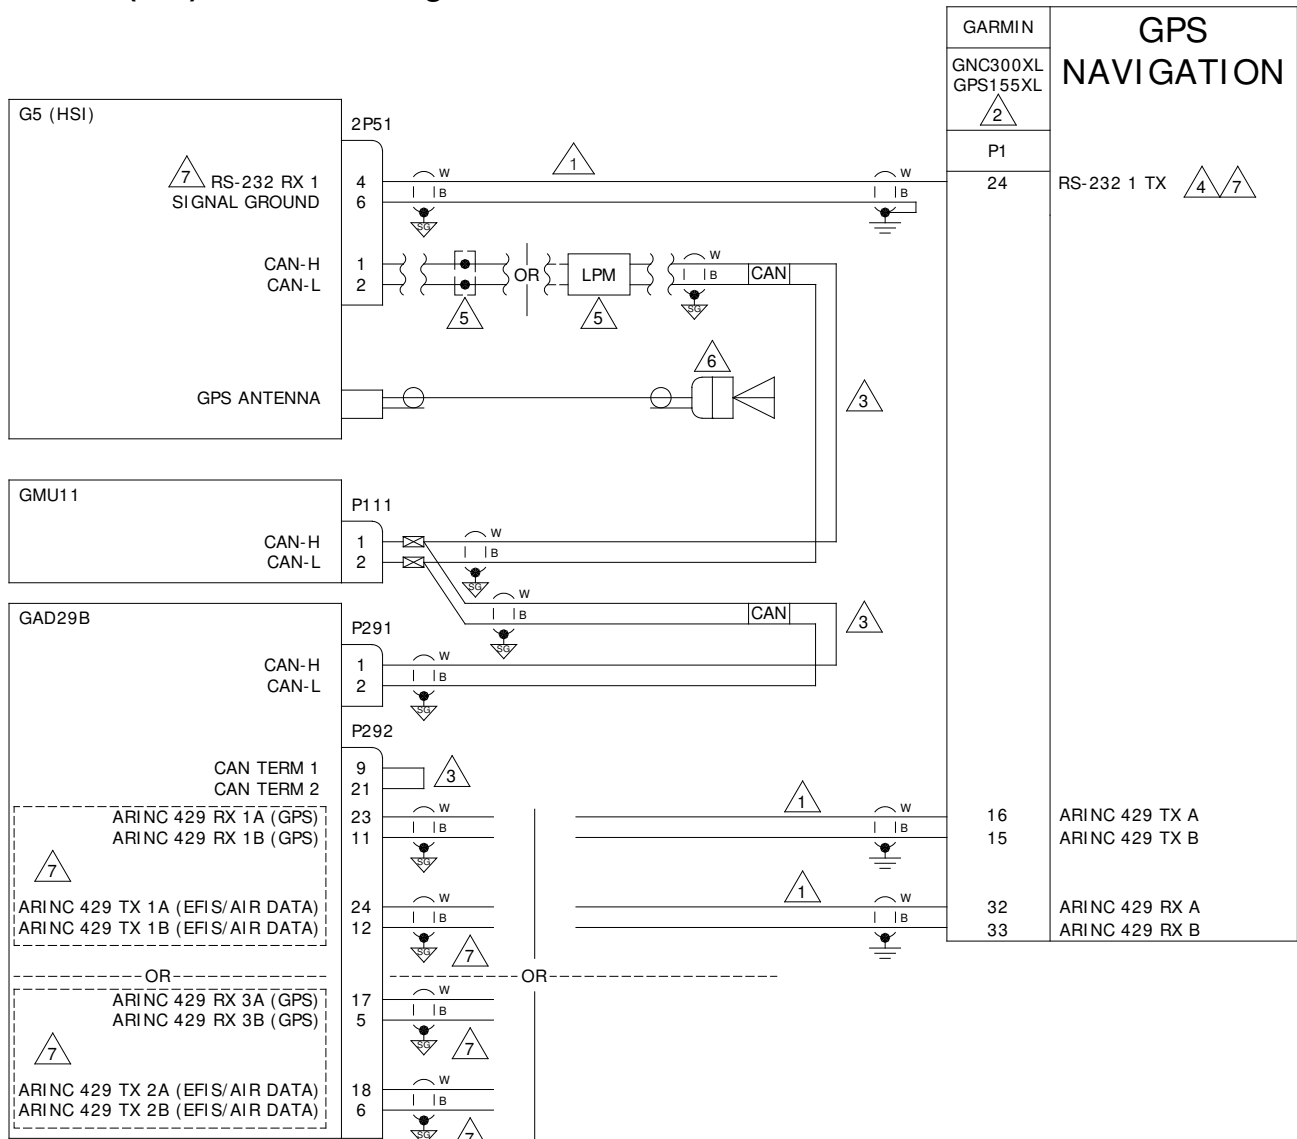 GARMIN
GPS
NAVIGATION
GNC300XL
GPS155XL
2
P1
G5 (HSI)
2P51
7 RS-232 RX 1 4 W B 1 W B 24 RS-232 1 TX 4 7
SIGNAL GROUND 6
SG
CAN-H 1 OR LPM W B CAN
CAN-L 2
5 5 SG
6
GPS ANTENNA
3
GMU11
P111
CAN-H 1 W
CAN-L 2 B
SG
W
B CAN 3
SG
GAD29B
P291
CAN-H 1 W
CAN-L 2 B
SG
P292
CAN TERM 1 9 3
CAN TERM 2 21
ARINC 429 RX 1A (GPS) 23 W 1 W 16 ARINC 429 TX A
ARINC 429 RX 1B (GPS) 11 B B 15 ARINC 429 TX B
7 SG
ARINC 429 TX 1A (EFIS/AIR DATA) 24 W 1 W 32 ARINC 429 RX A
ARINC 429 TX 1B (EFIS/AIR DATA) 12 B B 33 ARINC 429 RX B
SG 7
OR OR
ARINC 429 RX 3A (GPS) 17 W
ARINC 429 RX 3B (GPS) 5 B
7 SG 7
ARINC 429 TX 2A (EFIS/AIR DATA) 18 W
ARINC 429 TX 2B (EFIS/AIR DATA) 6 B
SG 7